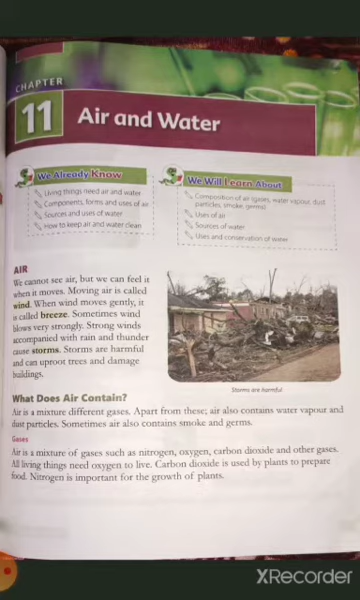 CHAPTER
11
Air and Water
We Already Know
Living things need air and water
Components, forms and uses of air
Sources and uses of water
How to keep air and water clean
We Will Learn About
Composition of air (gases, water vapour, dust
particles, smoke, germs)
Uses of air
Sources of water
Uses and conservation of water
AIR
We cannot see air, but we can feel it
when it moves. Moving air is called
wind. When wind moves gently, it
is called breeze. Sometimes wind
blows very strongly. Strong winds
accompanied with rain and thunder
cause storms. Storms are harmful
and can uproot trees and damage
buildings.
Storms are harmful
What Does Air Contain?
Air is a mixture different gases. Apart from these; air also contains water vapour and
dust particles. Sometimes air also contains smoke and germs.
Gases
Air is a mixture of gases such as nitrogen, oxygen, carbon dioxide and other gases.
All living things need oxygen to live. Carbon dioxide is used by plants to prepare
food. Nitrogen is important for the growth of plants.
XRecorder